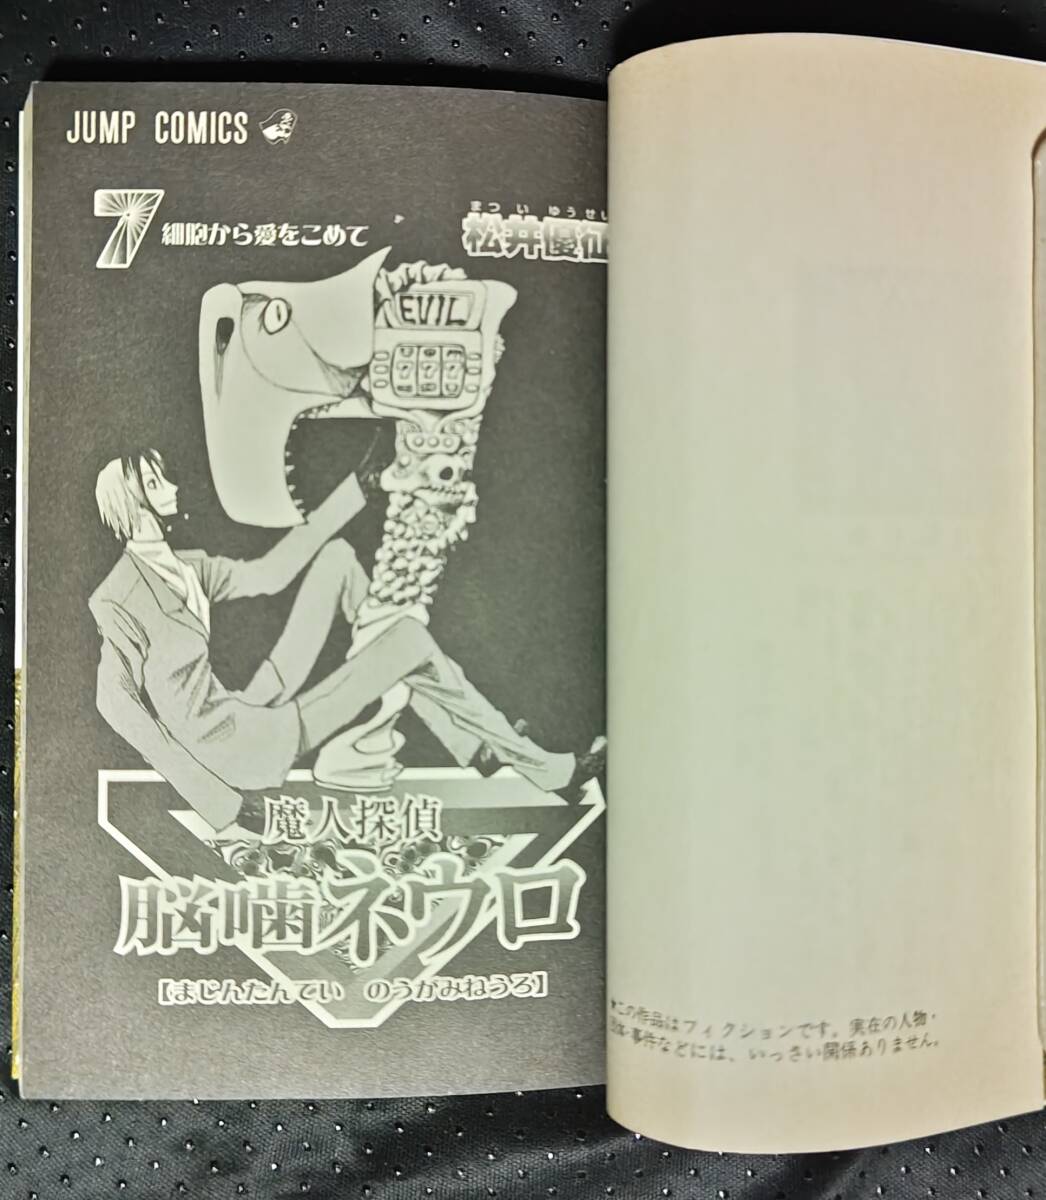 JUMP COMICS
7 細胞から愛をこめて
まついゆうせい
松井優征
EVIL
? ? ?
魔人探偵
脳噛ネウロ
【まじんたんてい のうがみねうろ】
★この作品はフィクションです。実在の人物・
団体・事件などには、いっさい関係ありません。